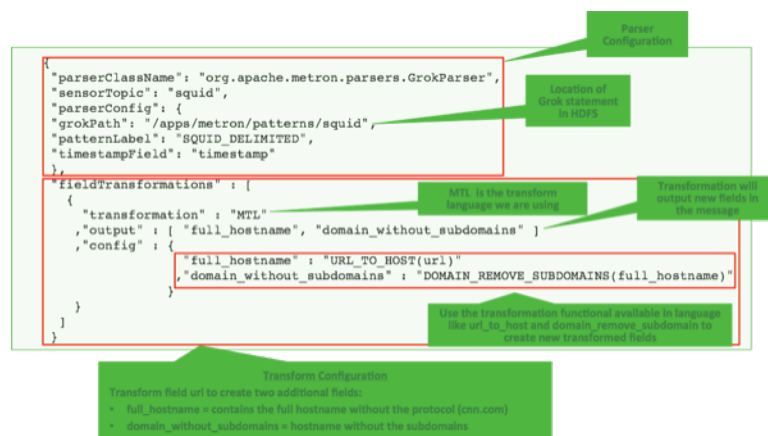 Parser
Configuration
{
"parserClassName": "org.apache.metron.parsers.GrokParser",
"sensorTopic": "squid",
"parserConfig": {
"grokPath": "/apps/metron/patterns/squid",
"patternLabel": "SQUID_DELIMITED",
"timestampField": "timestamp"
},
Location of
Grok statement
In HDFS
"fieldTransformations" : [
{
"transformation" : "MTL"
,"output" : [ "full_hostname", "domain_without_subdomains" ]
,"config" : {
"full_hostname" : "URL_TO_HOST(url)"
,"domain_without_subdomains" : "DOMAIN_REMOVE_SUBDOMAINS(full_hostname)"
}
}
]
}
MTL is the transform
language we are using
Transformation will
output new fields in
the message
Use the transformation functional available in language
like url_to_host and domain_remove_subdomain to
create new transformed fields
Transform Configuration
Transform field url to create two additional fields:
• full_hostname = contains the full hostname without the protocol (cnn.com)
• domain_without_subdomains = hostname without the subdomains